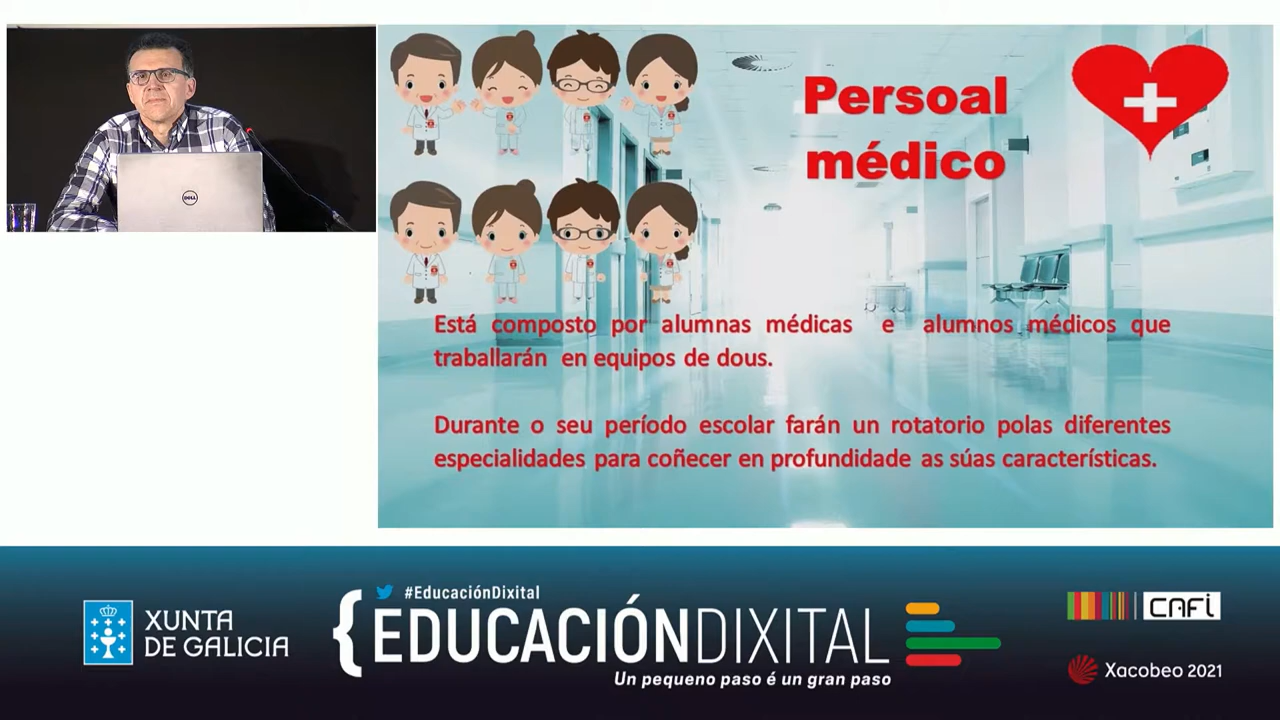 Persoal
médico
DELL
Está composto por alumnas médicas e alumnos médicos que
traballarán en equipos de dous.
Durante o seu período escolar farán un rotatorio polas diferentes
especialidades para coñecer en profundidade as súas características.
XUNTA
DE GALICIA
#EducaciónDixital
{EDUCACIÓNDIXITAL
Un pequeno paso é un gran paso
CAFi
Xacobeo 2021